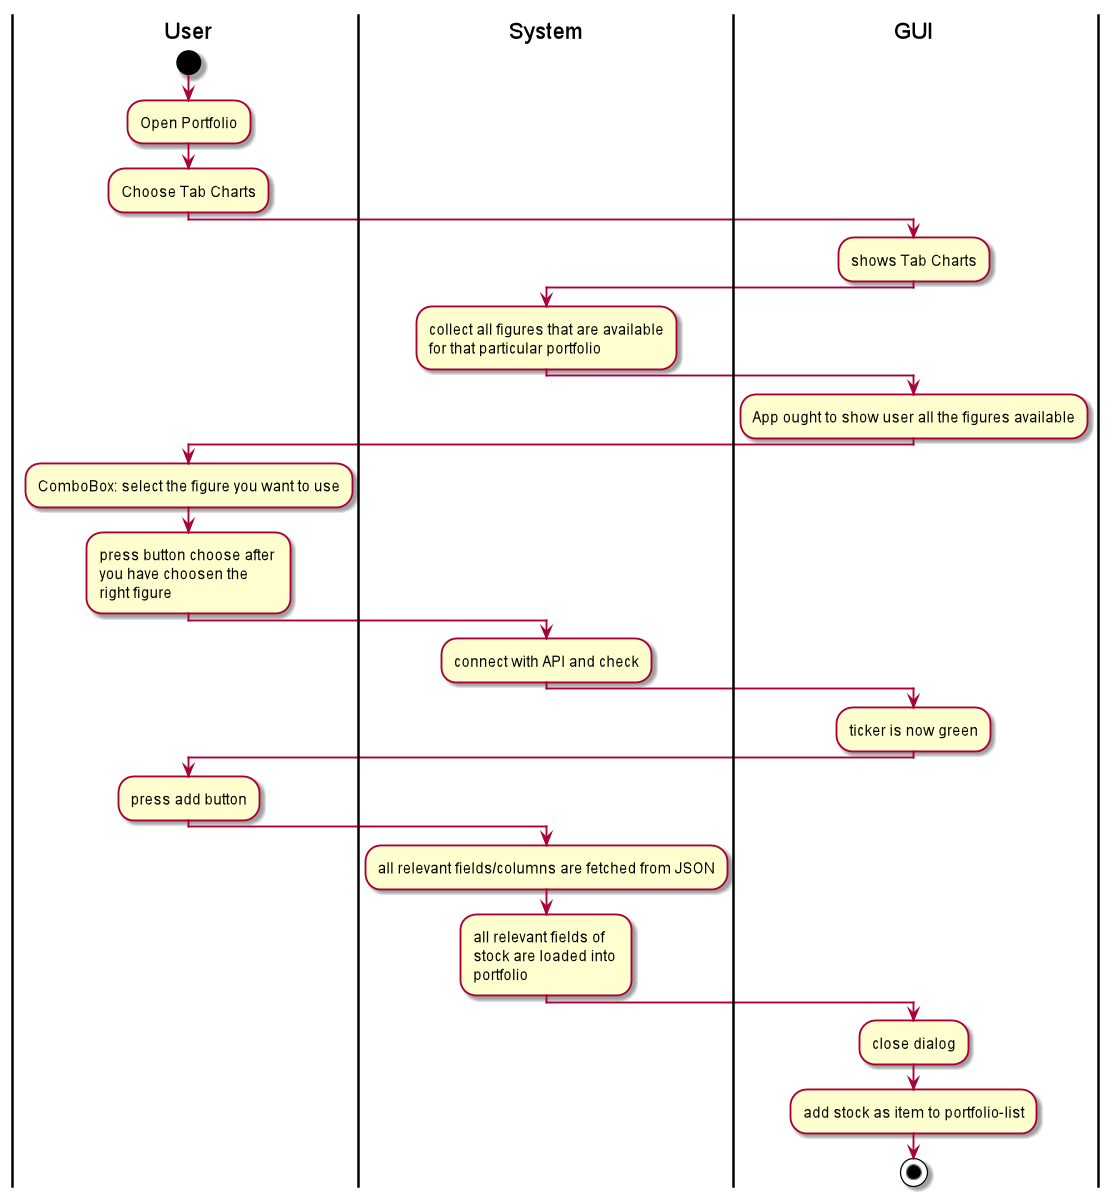 User
System
GUI
Open Portfolio
Choose Tab Charts
shows Tab Charts
collect all figures that are available
for that particular portfolio
App ought to show user all the figures available
ComboBox: select the figure you want to use
press button choose after
you have choosen the
right figure
connect with API and check
ticker is now green
press add button
all relevant fields/columns are fetched from JSON
all relevant fields of
stock are loaded into
portfolio
close dialog
add stock as item to portfolio-list